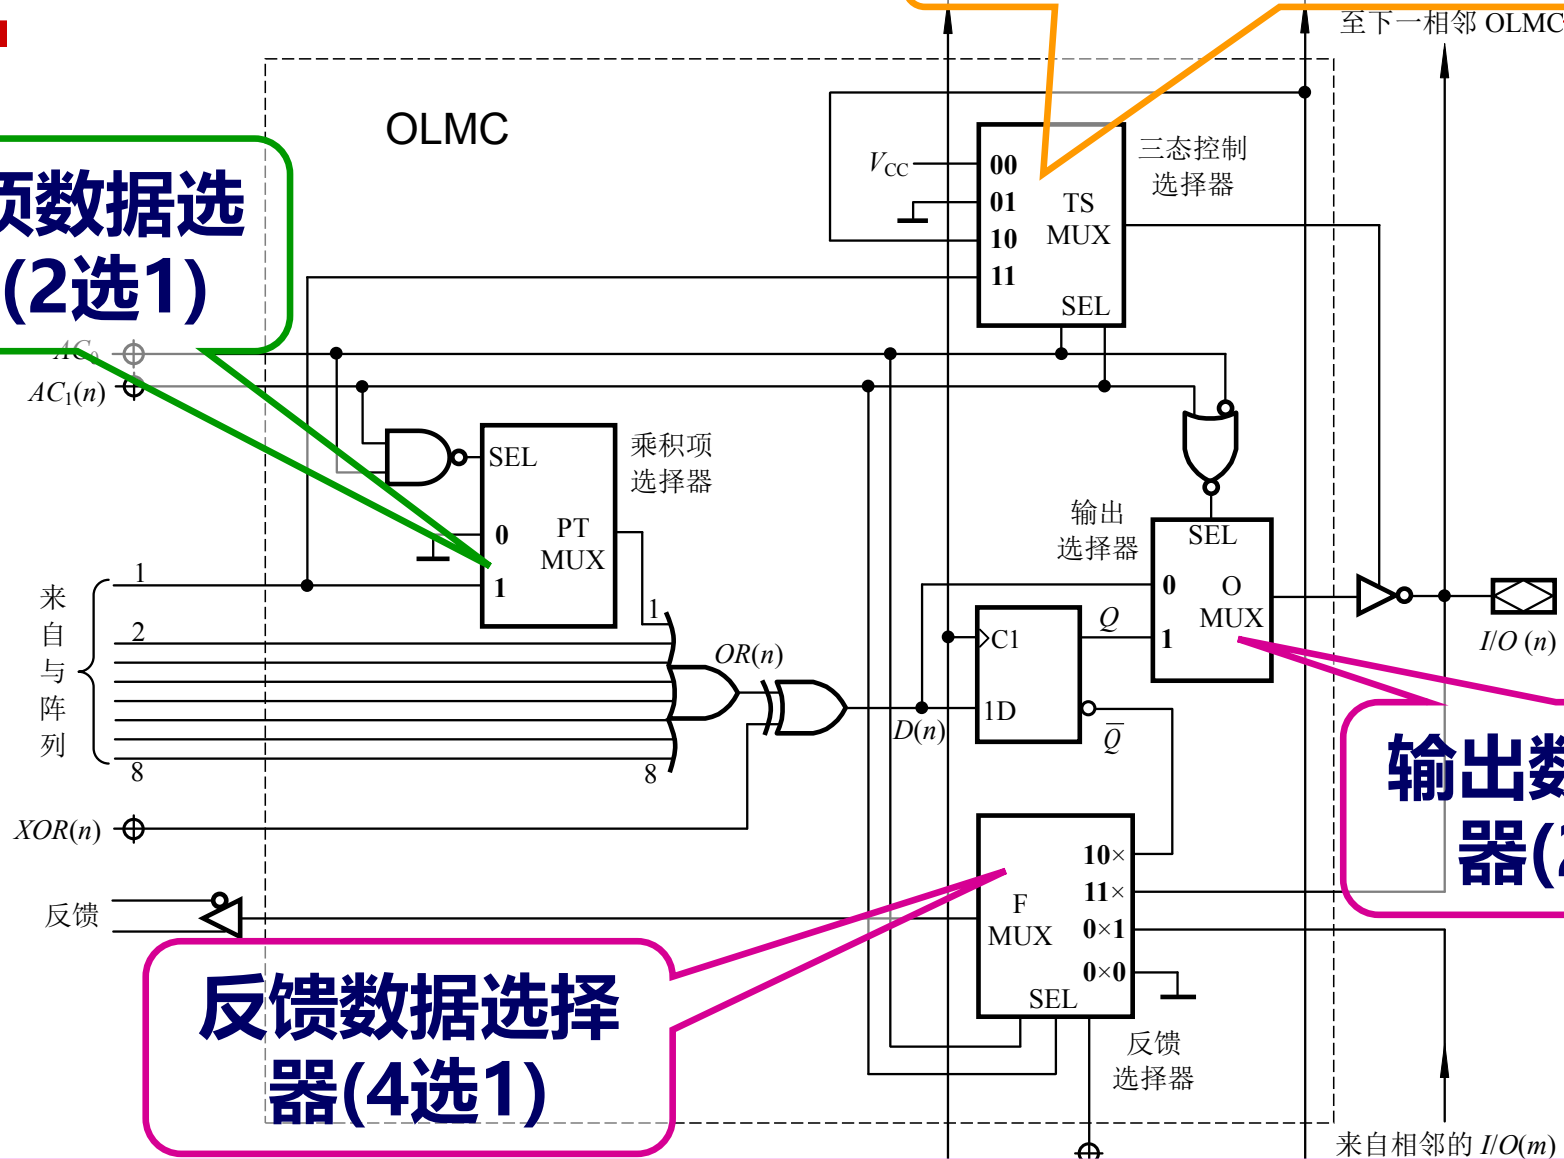 至下一相邻 OLMC
OLMC
项数据选
(2选1)
V_CC
00
01
10
11
TS
MUX
SEL
三态控制
选择器
AC₀
AC₁(n)
SEL
0
1
PT
MUX
乘积项
选择器
输出
选择器
SEL
0
1
O
MUX
来自与阵列
1
2
8
1
8
OR(n)
D(n)
C1
1D
Q
Q̅
I/O (n)
XOR(n)
反馈
F
MUX
10×
11×
0×1
0×0
SEL
反馈
选择器
反馈数据选择
器(4选1)
输出数
器(2
来自相邻的 I/O(m)